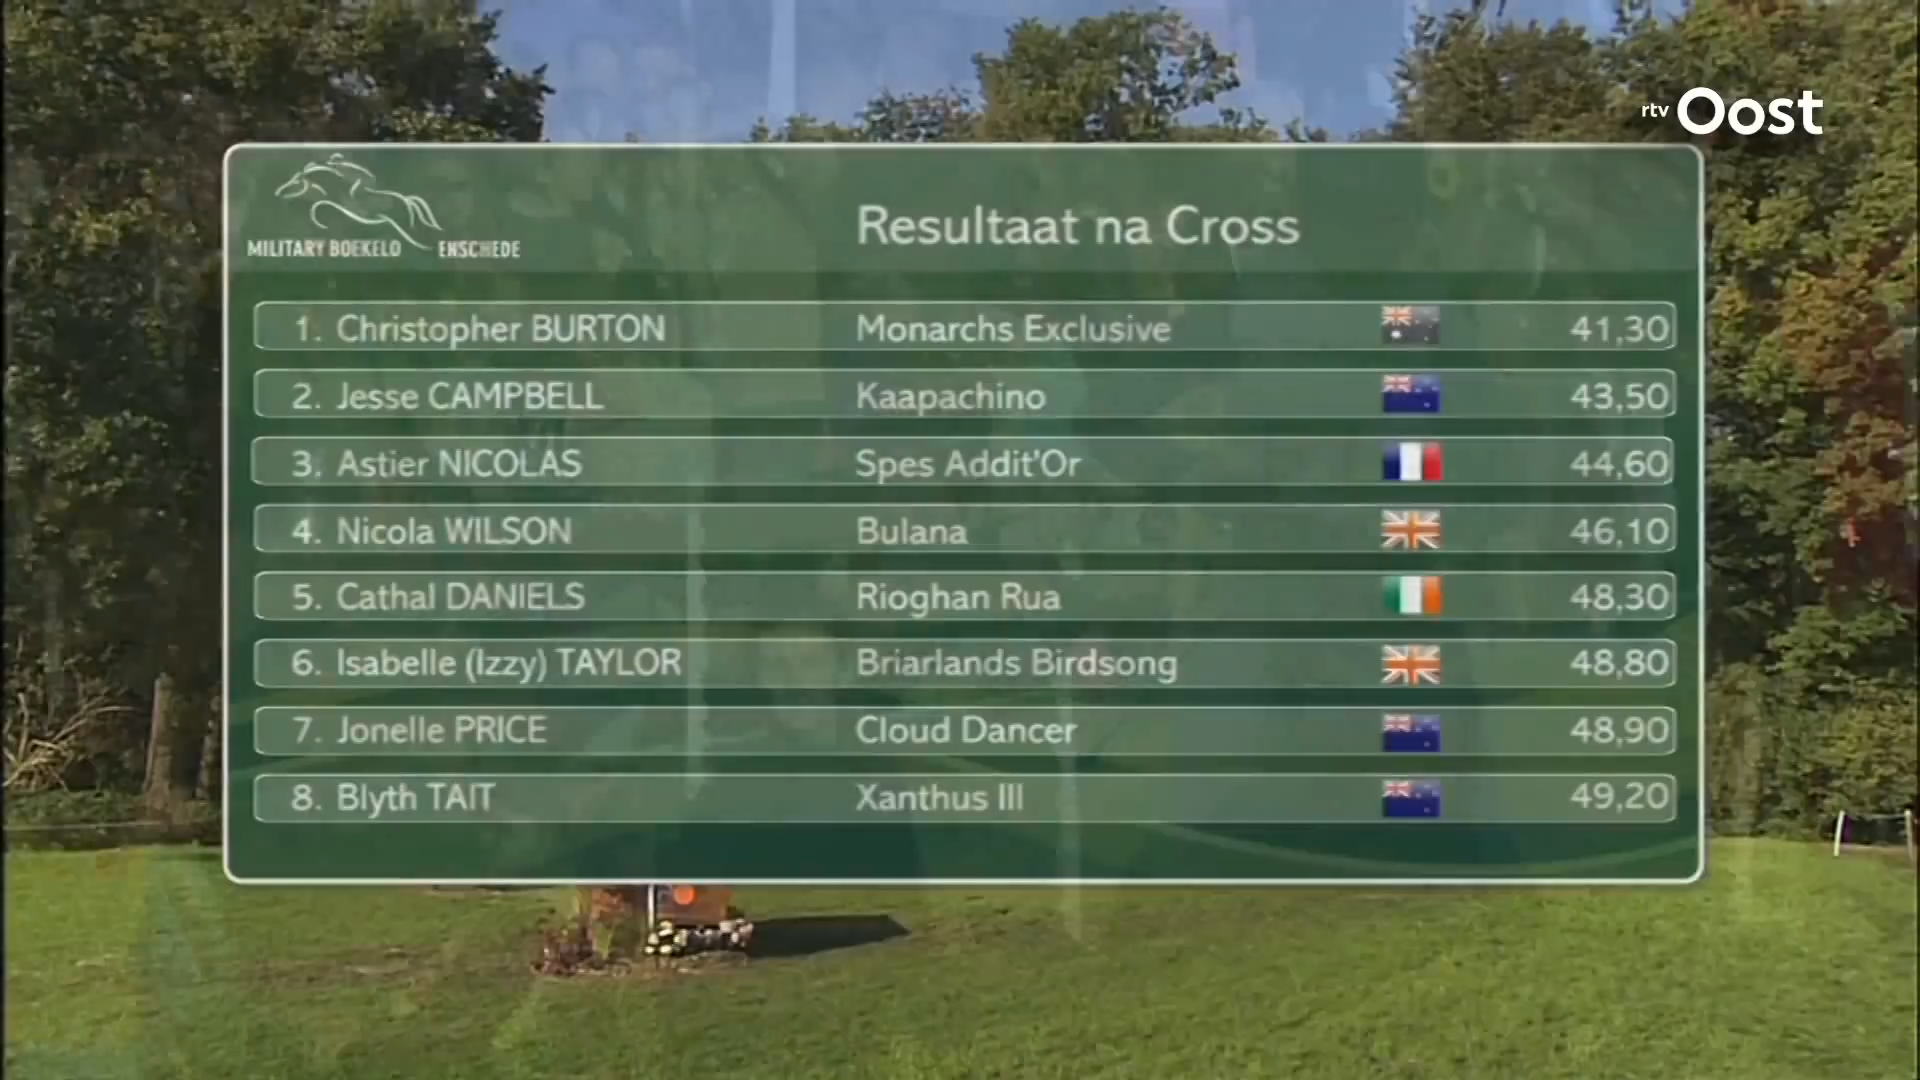 rtv Oost
MILITARY BOEKELO ENSCHEDE
Resultaat na Cross
1. Christopher BURTON Monarchs Exclusive 41,30
2. Jesse CAMPBELL Kaapachino 43,50
3. Astier NICOLAS Spes Addit'Or 44,60
4. Nicola WILSON Bulana 46,10
5. Cathal DANIELS Rioghan Rua 48,30
6. Isabelle (Izzy) TAYLOR Briarlands Birdsong 48,80
7. Jonelle PRICE Cloud Dancer 48,90
8. Blyth TAIT Xanthus III 49,20